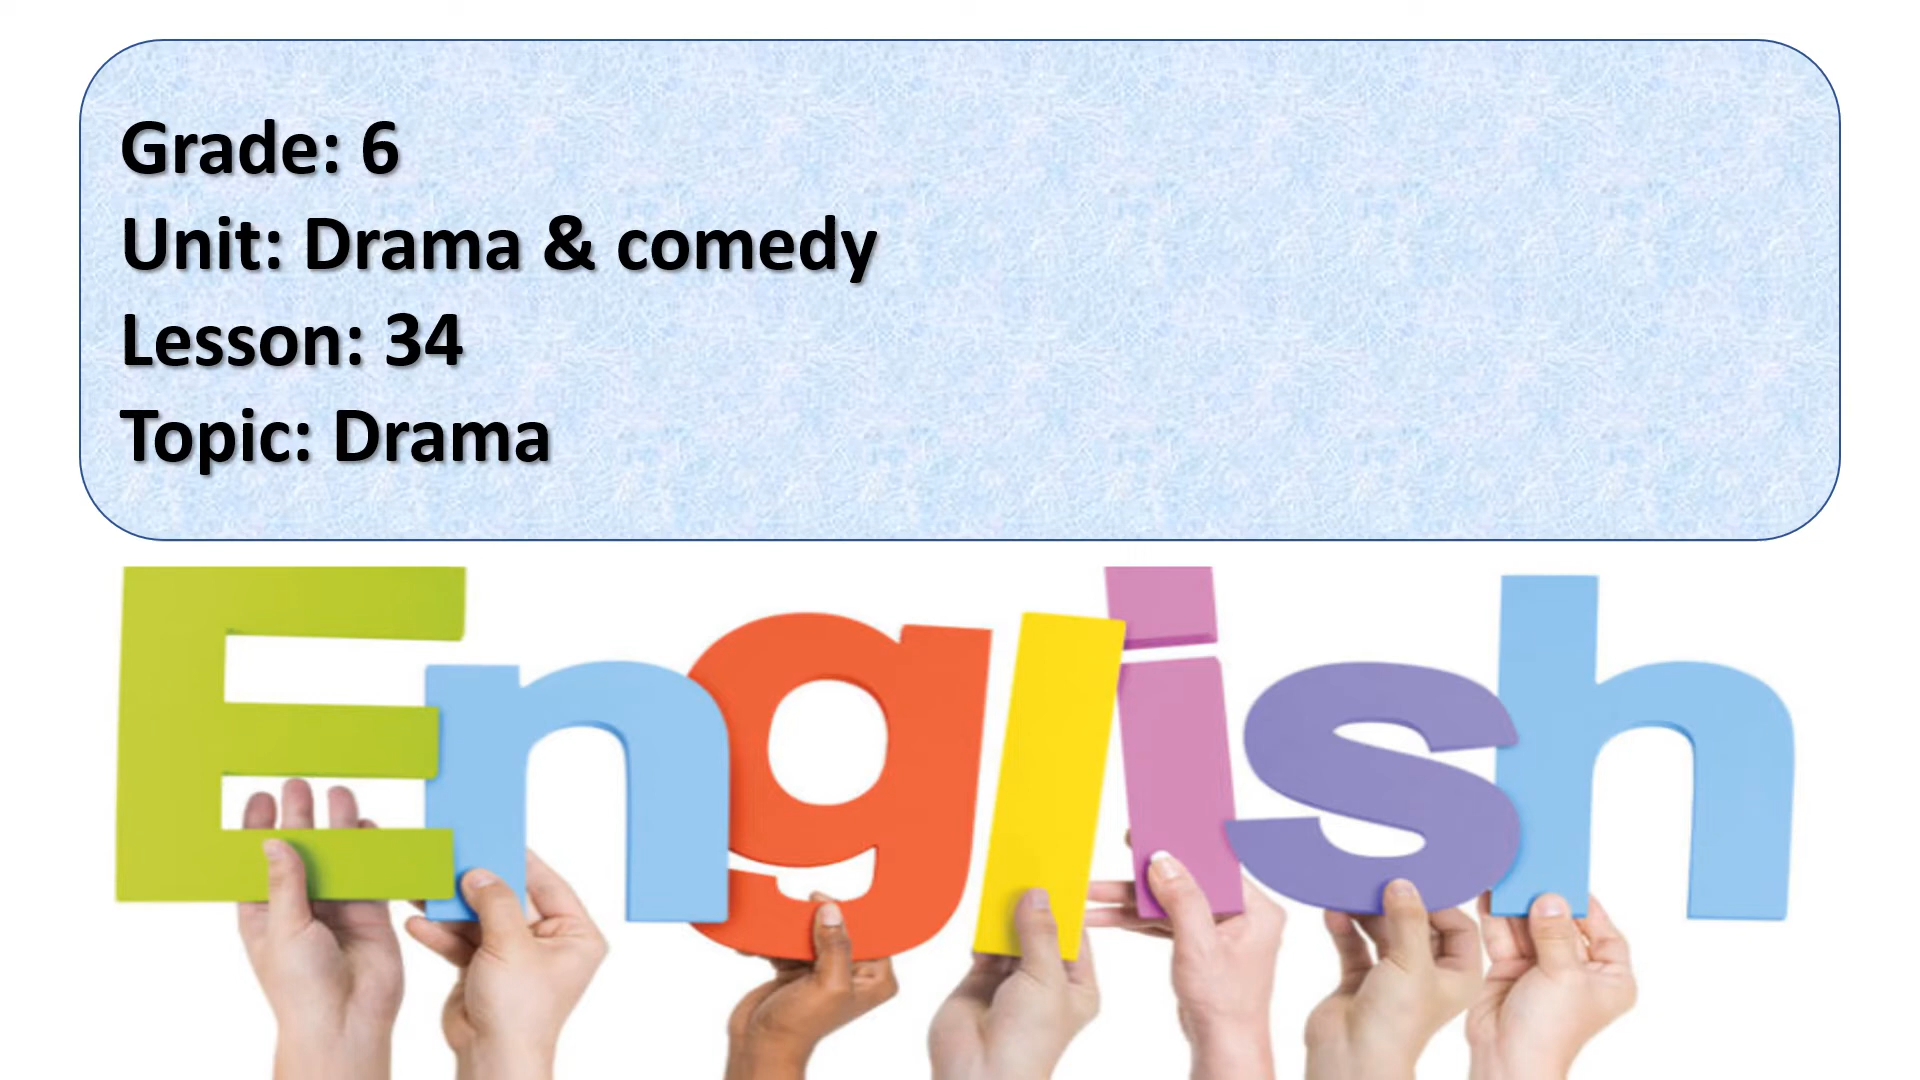 Grade: 6
Unit: Drama & comedy
Lesson: 34
Topic: Drama
English